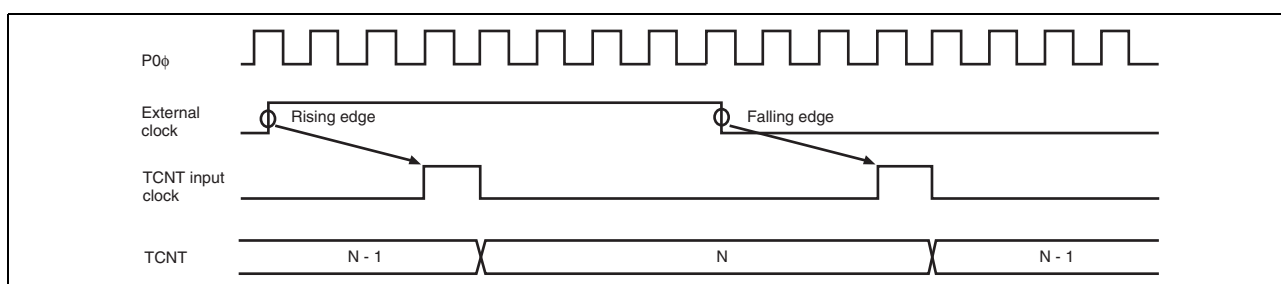 P0ϕ
External
clock
Rising edge
Falling edge
TCNT input
clock
TCNT
N - 1
N
N - 1